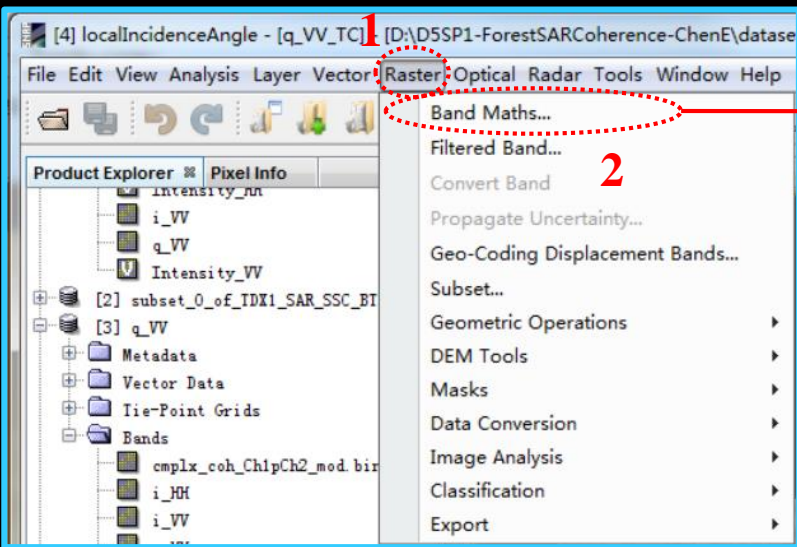 [4] localIncidenceAngle - [q_VV_TC] - [D:\D5SP1-ForestSARCoherence-ChenE\datase
1
File Edit View Analysis Layer Vector Raster Optical Radar Tools Window Help
Product Explorer Pixel Info
Intensity_HH
i_VV
q_VV
Intensity_VV
[2] subset_0_of_IDX1_SAR_SSC_BT
[3] q_VV
Metadata
Vector Data
Tie-Point Grids
Bands
cmplx_coh_Ch1pCh2_mod.bin
i_HH
i_VV
Band Maths...
Filtered Band...
2
Convert Band
Propagate Uncertainty...
Geo-Coding Displacement Bands...
Subset...
Geometric Operations
DEM Tools
Masks
Data Conversion
Image Analysis
Classification
Export